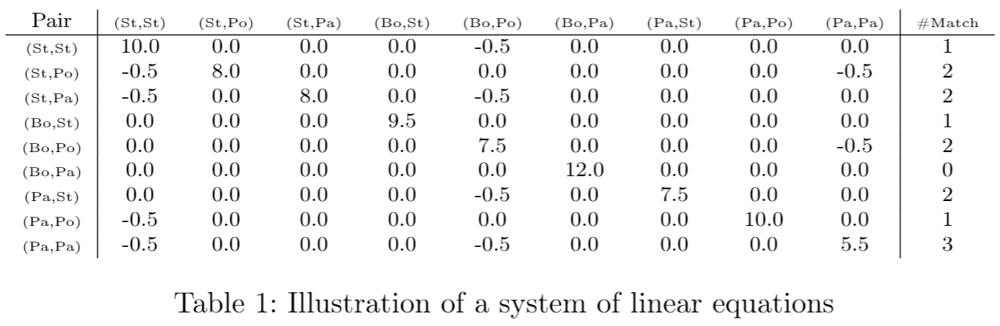 Pair (St,St) (St,Po) (St,Pa) (Bo,St) (Bo,Po) (Bo,Pa) (Pa,St) (Pa,Po) (Pa,Pa) #Match
(St,St) 10.0 0.0 0.0 0.0 -0.5 0.0 0.0 0.0 0.0 1
(St,Po) -0.5 8.0 0.0 0.0 0.0 0.0 0.0 0.0 -0.5 2
(St,Pa) -0.5 0.0 8.0 0.0 -0.5 0.0 0.0 0.0 0.0 2
(Bo,St) 0.0 0.0 0.0 9.5 0.0 0.0 0.0 0.0 0.0 1
(Bo,Po) 0.0 0.0 0.0 0.0 7.5 0.0 0.0 0.0 -0.5 2
(Bo,Pa) 0.0 0.0 0.0 0.0 0.0 12.0 0.0 0.0 0.0 0
(Pa,St) 0.0 0.0 0.0 0.0 -0.5 0.0 7.5 0.0 0.0 2
(Pa,Po) -0.5 0.0 0.0 0.0 0.0 0.0 0.0 10.0 0.0 1
(Pa,Pa) -0.5 0.0 0.0 0.0 -0.5 0.0 0.0 0.0 5.5 3
Table 1: Illustration of a system of linear equations